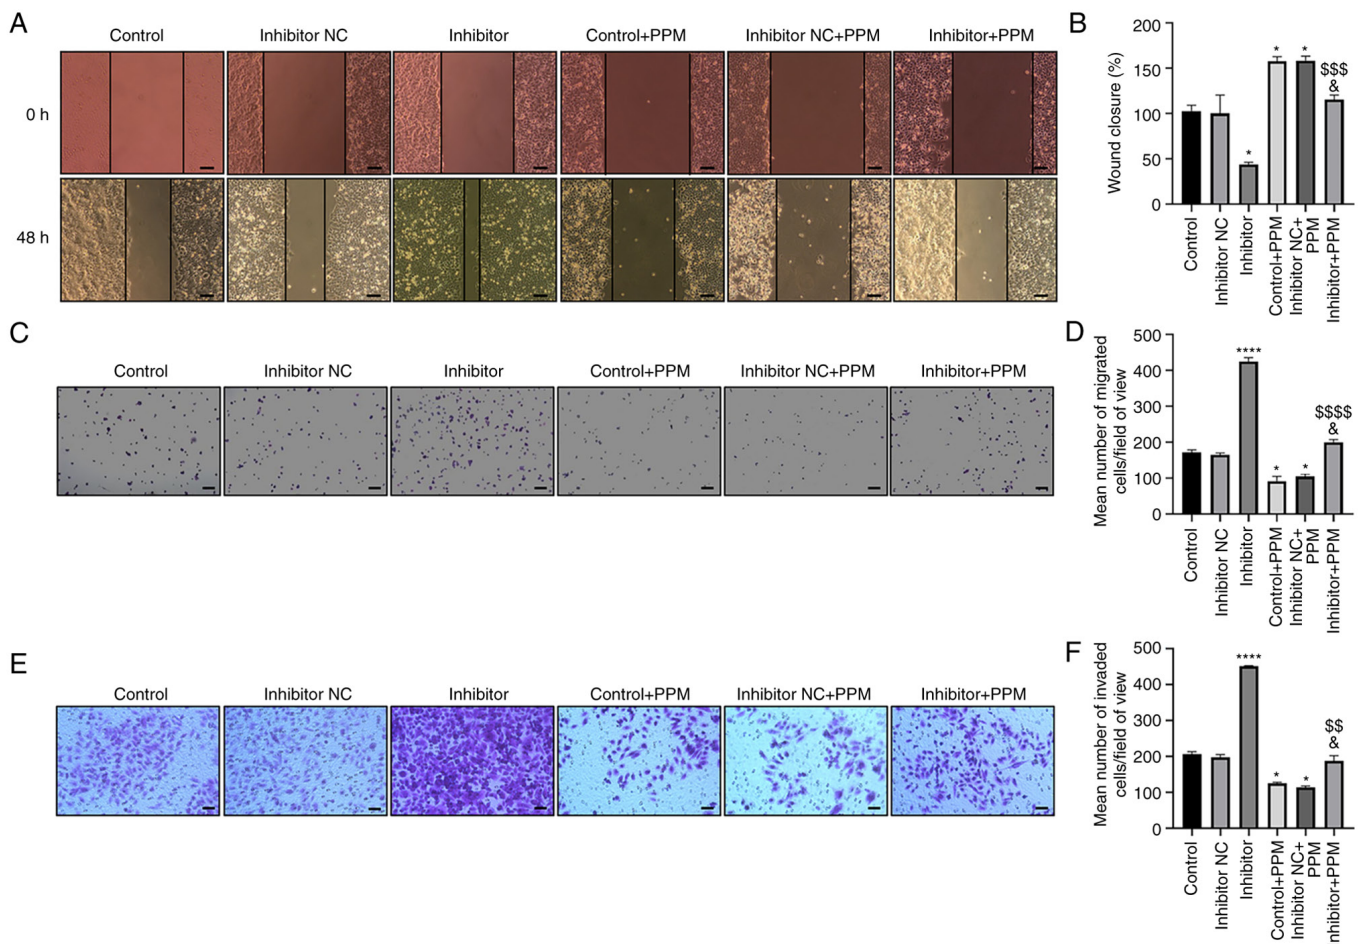 A
Control
Inhibitor NC
Inhibitor
Control+PPM
Inhibitor NC+PPM
Inhibitor+PPM
0 h
48 h
B
Wound closure (%)
200
150
100
50
0
*
*
*
$$$
&
Control
Inhibitor NC
Inhibitor
Control+PPM
Inhibitor NC+
PPM
Inhibitor+PPM
C
Control
Inhibitor NC
Inhibitor
Control+PPM
Inhibitor NC+PPM
Inhibitor+PPM
D
Mean number of migrated
cells/field of view
500
400
300
200
100
0
****
*
*
$$$$
&
Control
Inhibitor NC
Inhibitor
Control+PPM
Inhibitor NC+
PPM
Inhibitor+PPM
E
Control
Inhibitor NC
Inhibitor
Control+PPM
Inhibitor NC+PPM
Inhibitor+PPM
F
Mean number of invaded
cells/field of view
500
400
300
200
100
0
****
*
*
$$
&
Control
Inhibitor NC
Inhibitor
Control+PPM
Inhibitor NC+
PPM
nhibitor+PPM